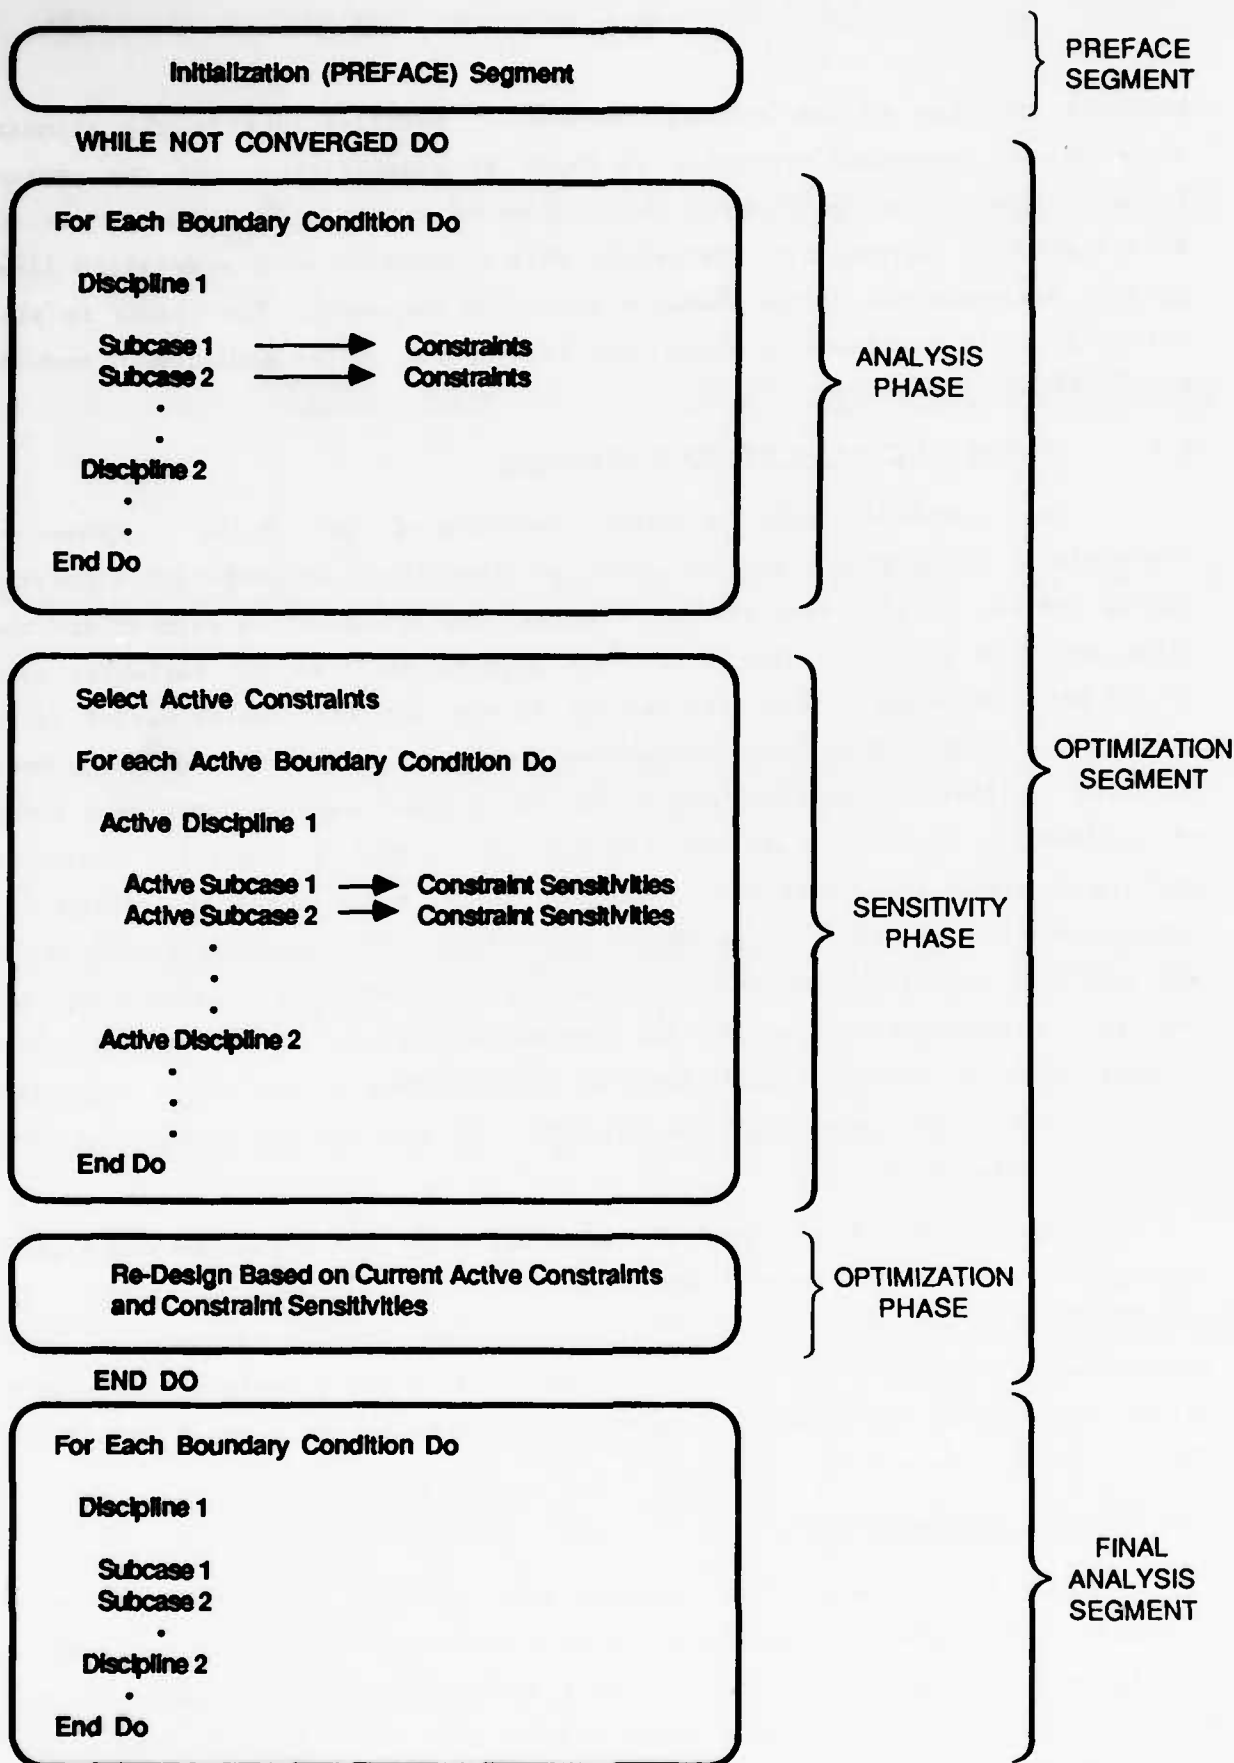 Initialization (PREFACE) Segment
PREFACE
SEGMENT
WHILE NOT CONVERGED DO
For Each Boundary Condition Do
Discipline 1
Subcase 1 Constraints
Subcase 2 Constraints
.
.
Discipline 2
.
.
End Do
ANALYSIS
PHASE
Select Active Constraints
For each Active Boundary Condition Do
Active Discipline 1
Active Subcase 1 Constraint Sensitivities
Active Subcase 2 Constraint Sensitivities
.
.
.
Active Discipline 2
.
.
.
End Do
SENSITIVITY
PHASE
OPTIMIZATION
SEGMENT
Re-Design Based on Current Active Constraints
and Constraint Sensitivities
OPTIMIZATION
PHASE
END DO
For Each Boundary Condition Do
Discipline 1
Subcase 1
Subcase 2
.
Discipline 2
.
End Do
FINAL
ANALYSIS
SEGMENT